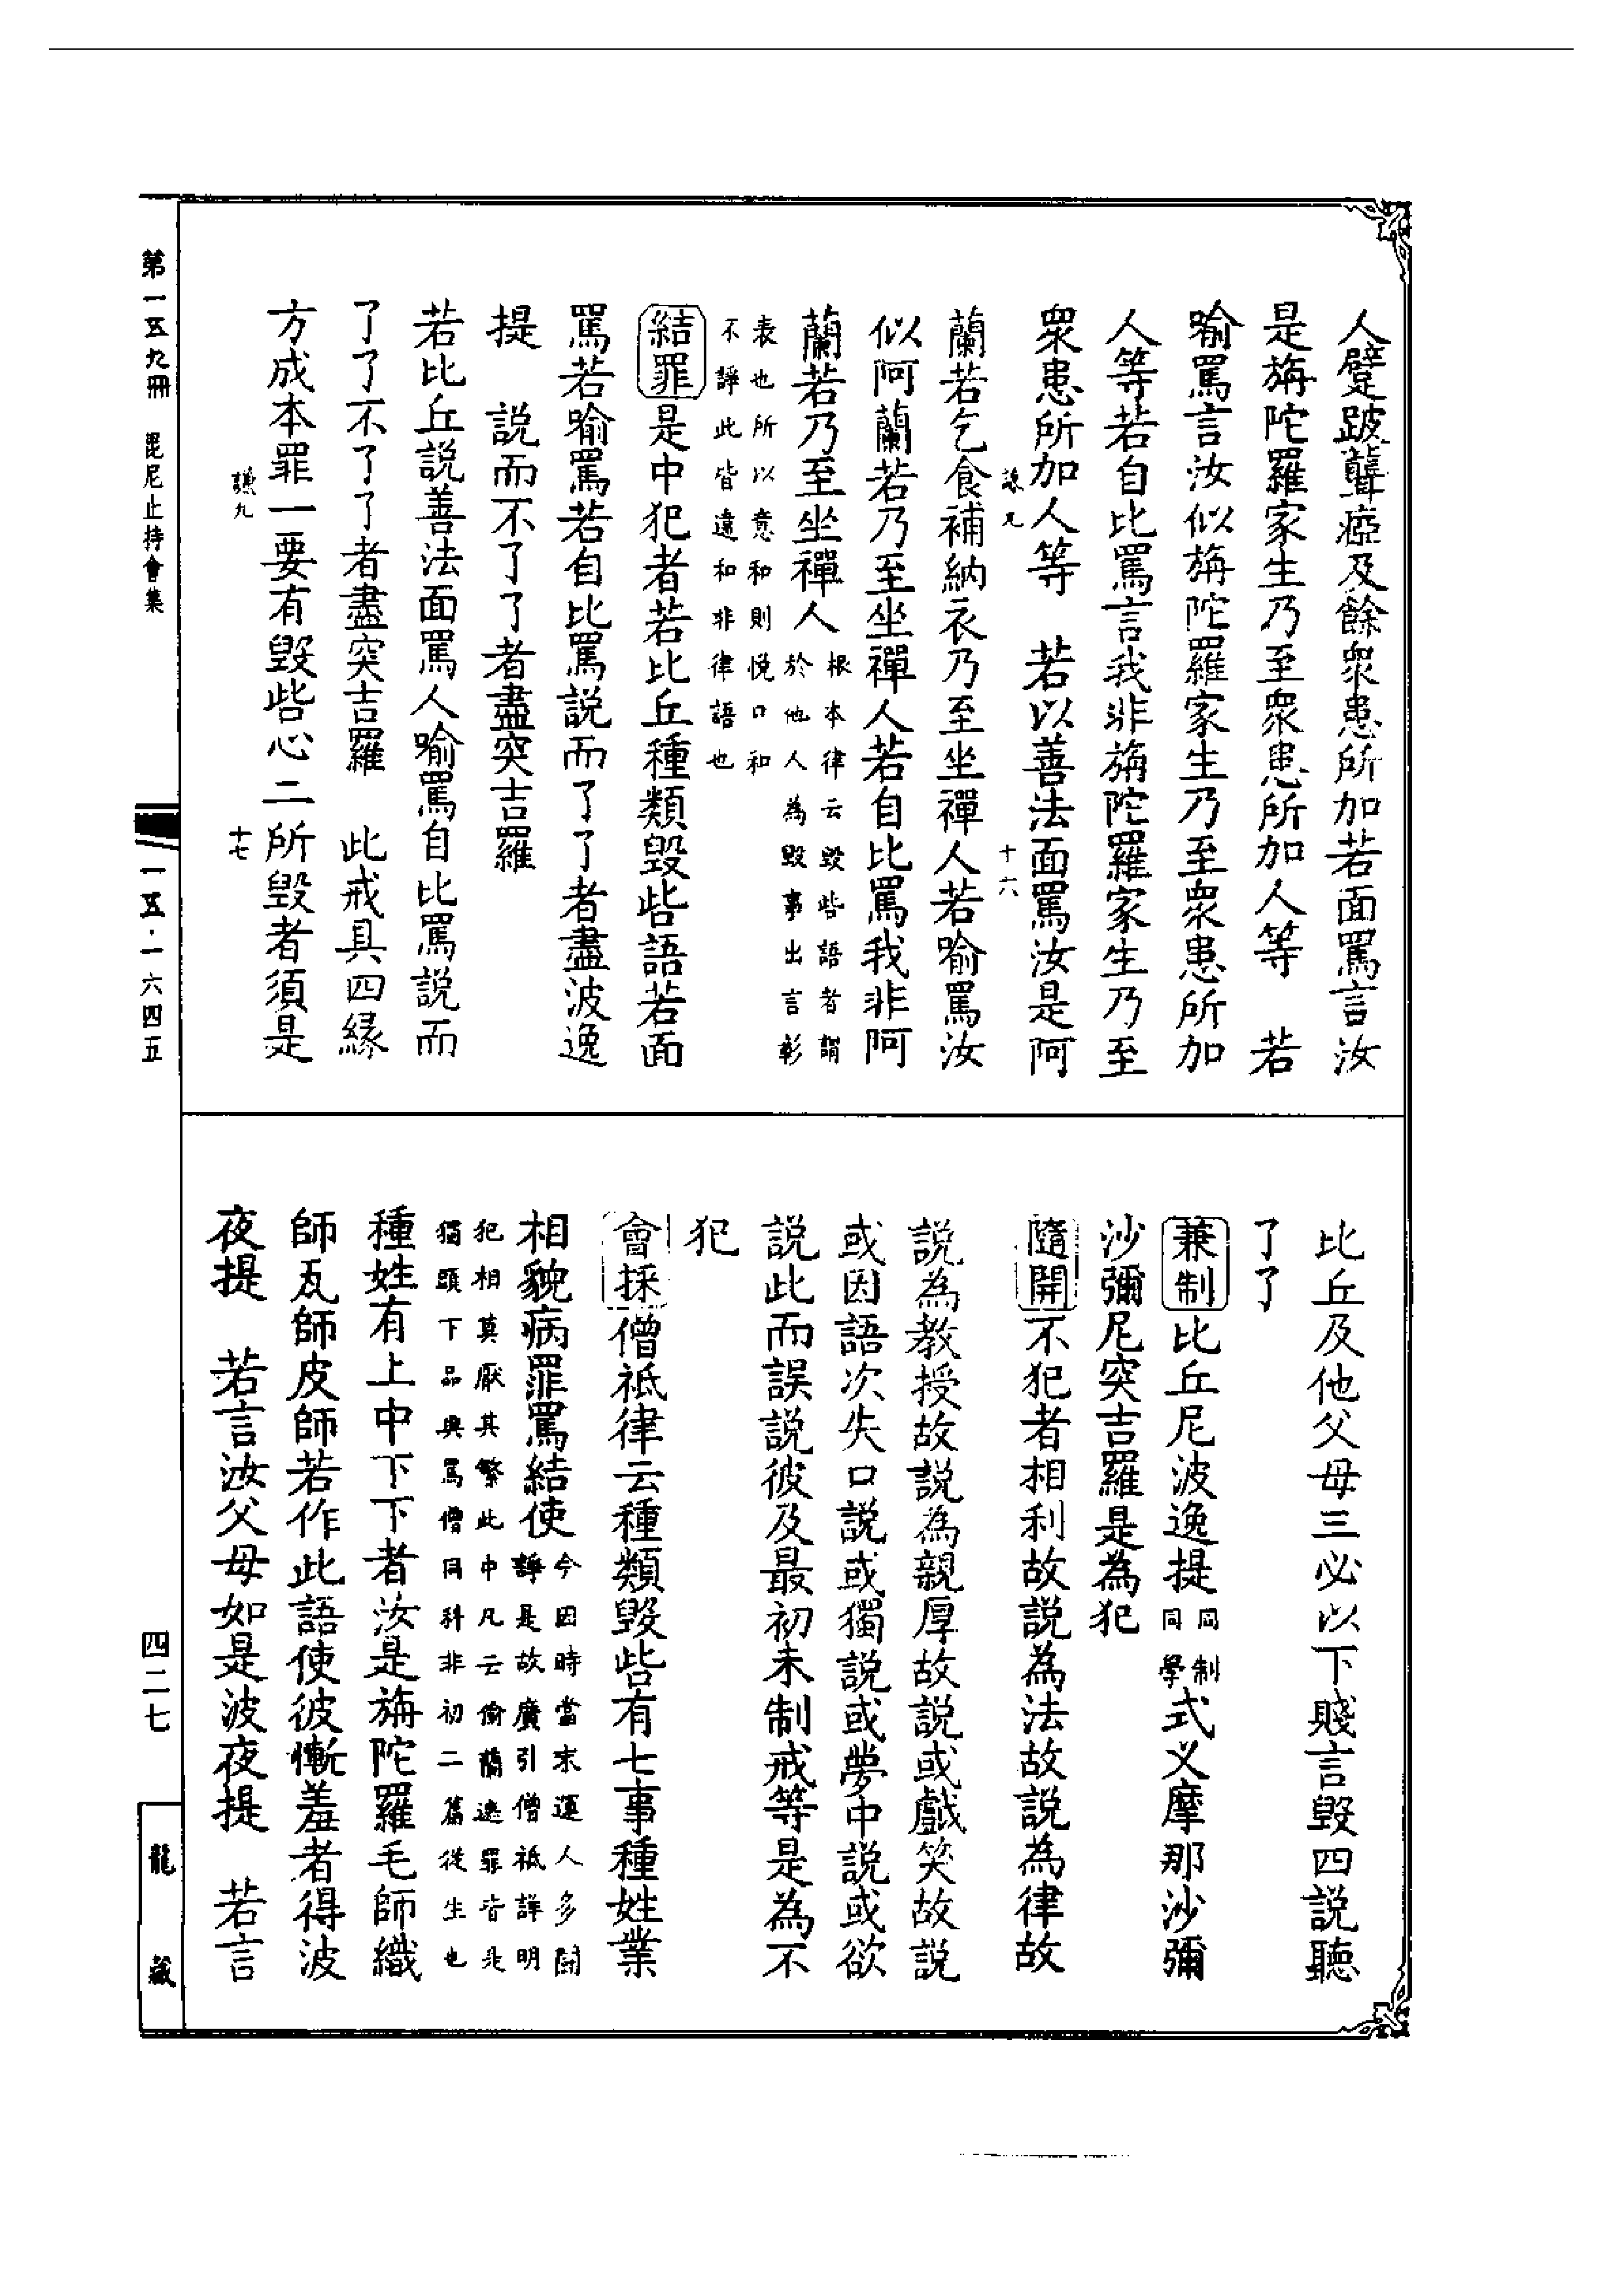 人躄跛聾瘂及餘眾患所加若面罵言汝
是旃陀羅家生乃至眾患所加人等　若
喻罵言汝似旃陀羅家生乃至眾患所加
人等若自比罵言我非旃陀羅家生乃至
眾患所加人等　若以善法面罵汝是阿
謙九　十六
蘭若乞食補納衣乃至坐禪人若喻罵汝
似阿蘭若乃至坐禪人若自比罵我非阿
蘭若乃至坐禪人
根本律云毀呰語者謂
於他人為毀事出言彰
表也所以意和則悅口和
不諍此皆違和非律語也
結罪是中犯者若比丘種類毀呰語若面
罵若喻罵若自比罵說而了了者盡波逸
提　說而不了了者盡突吉羅
若比丘說善法面罵人喻罵自比罵說而
了了不了了者盡突吉羅　此戒具四緣
方成本罪一要有毀呰心二所毀者須是
謙九　十七
第一五九冊　毘尼止持會集
一五·一六四五
比丘及他父母三必以下賤言毀四說聽
了了
兼制比丘尼波逸提
同制
同學
式叉摩那沙彌
沙彌尼突吉羅是為犯
隨開不犯者相利故說為法故說為律故
說為教授故說為親厚故說或戲笑故說
或因語次失口說或獨說或夢中說或欲
說此而誤說彼及最初未制戒等是為不
犯
會採僧祇律云種類毀呰有七事種姓業
相貌病罪罵結使
今因時當末運人多鬪
諍是故廣引僧祇詳明
犯相莫厭其繁此中凡云偷蘭遮罪皆是
獨頭下品與罵僧同科非初二篇從生也
種姓有上中下下者汝是旃陀羅毛師織
師瓦師皮師若作此語使彼慚羞者得波
夜提　若言汝父母如是波夜提　若言
四二七
龍藏